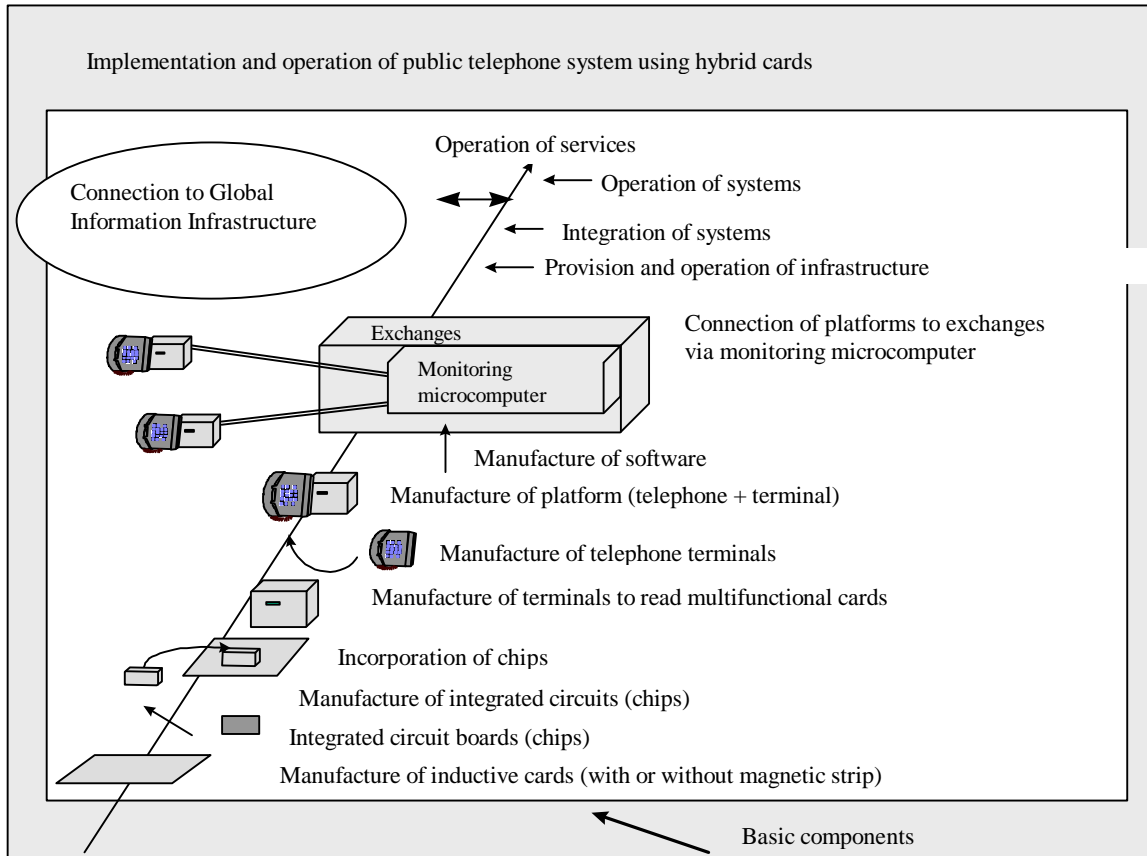 Implementation and operation of public telephone system using hybrid cards
Operation of services
Connection to Global
Information Infrastructure
Operation of systems
Integration of systems
Provision and operation of infrastructure
Exchanges
Connection of platforms to exchanges
via monitoring microcomputer
Monitoring
microcomputer
Manufacture of software
Manufacture of platform (telephone + terminal)
Manufacture of telephone terminals
Manufacture of terminals to read multifunctional cards
Incorporation of chips
Manufacture of integrated circuits (chips)
Integrated circuit boards (chips)
Manufacture of inductive cards (with or without magnetic strip)
Basic components